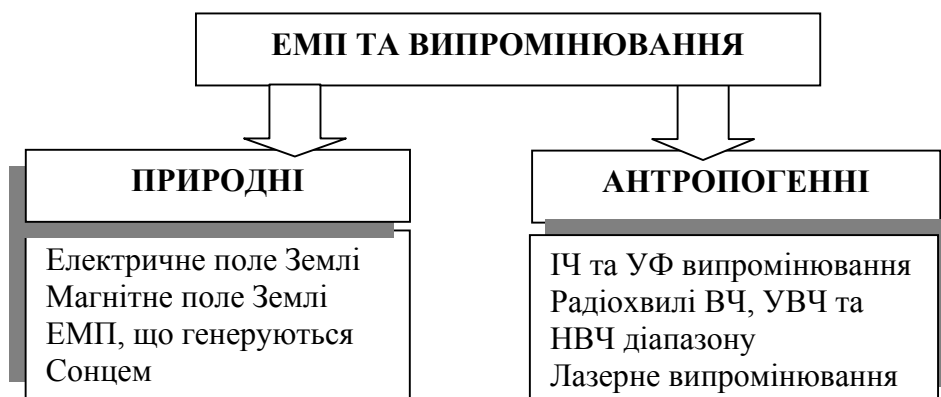 ЕМП ТА ВИПРОМІНЮВАННЯ
ПРИРОДНІ
Електричне поле Землі
Магнітне поле Землі
ЕМП, що генеруються
Сонцем
АНТРОПОГЕННІ
ІЧ та УФ випромінювання
Радіохвилі ВЧ, УВЧ та
НВЧ діапазону
Лазерне випромінювання